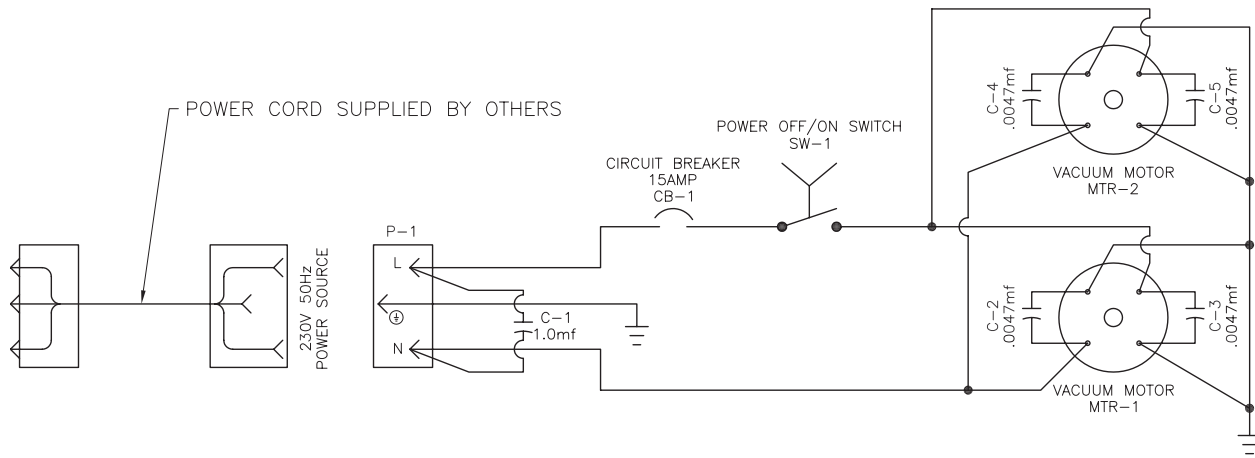 POWER CORD SUPPLIED BY OTHERS
230V 50Hz
POWER SOURCE
P-1
L
N
C-1
1.0mf
CIRCUIT BREAKER
15AMP
CB-1
POWER OFF/ON SWITCH
SW-1
C-4
.0047mf
C-5
.0047mf
VACUUM MOTOR
MTR-2
C-2
.0047mf
C-3
.0047mf
VACUUM MOTOR
MTR-1